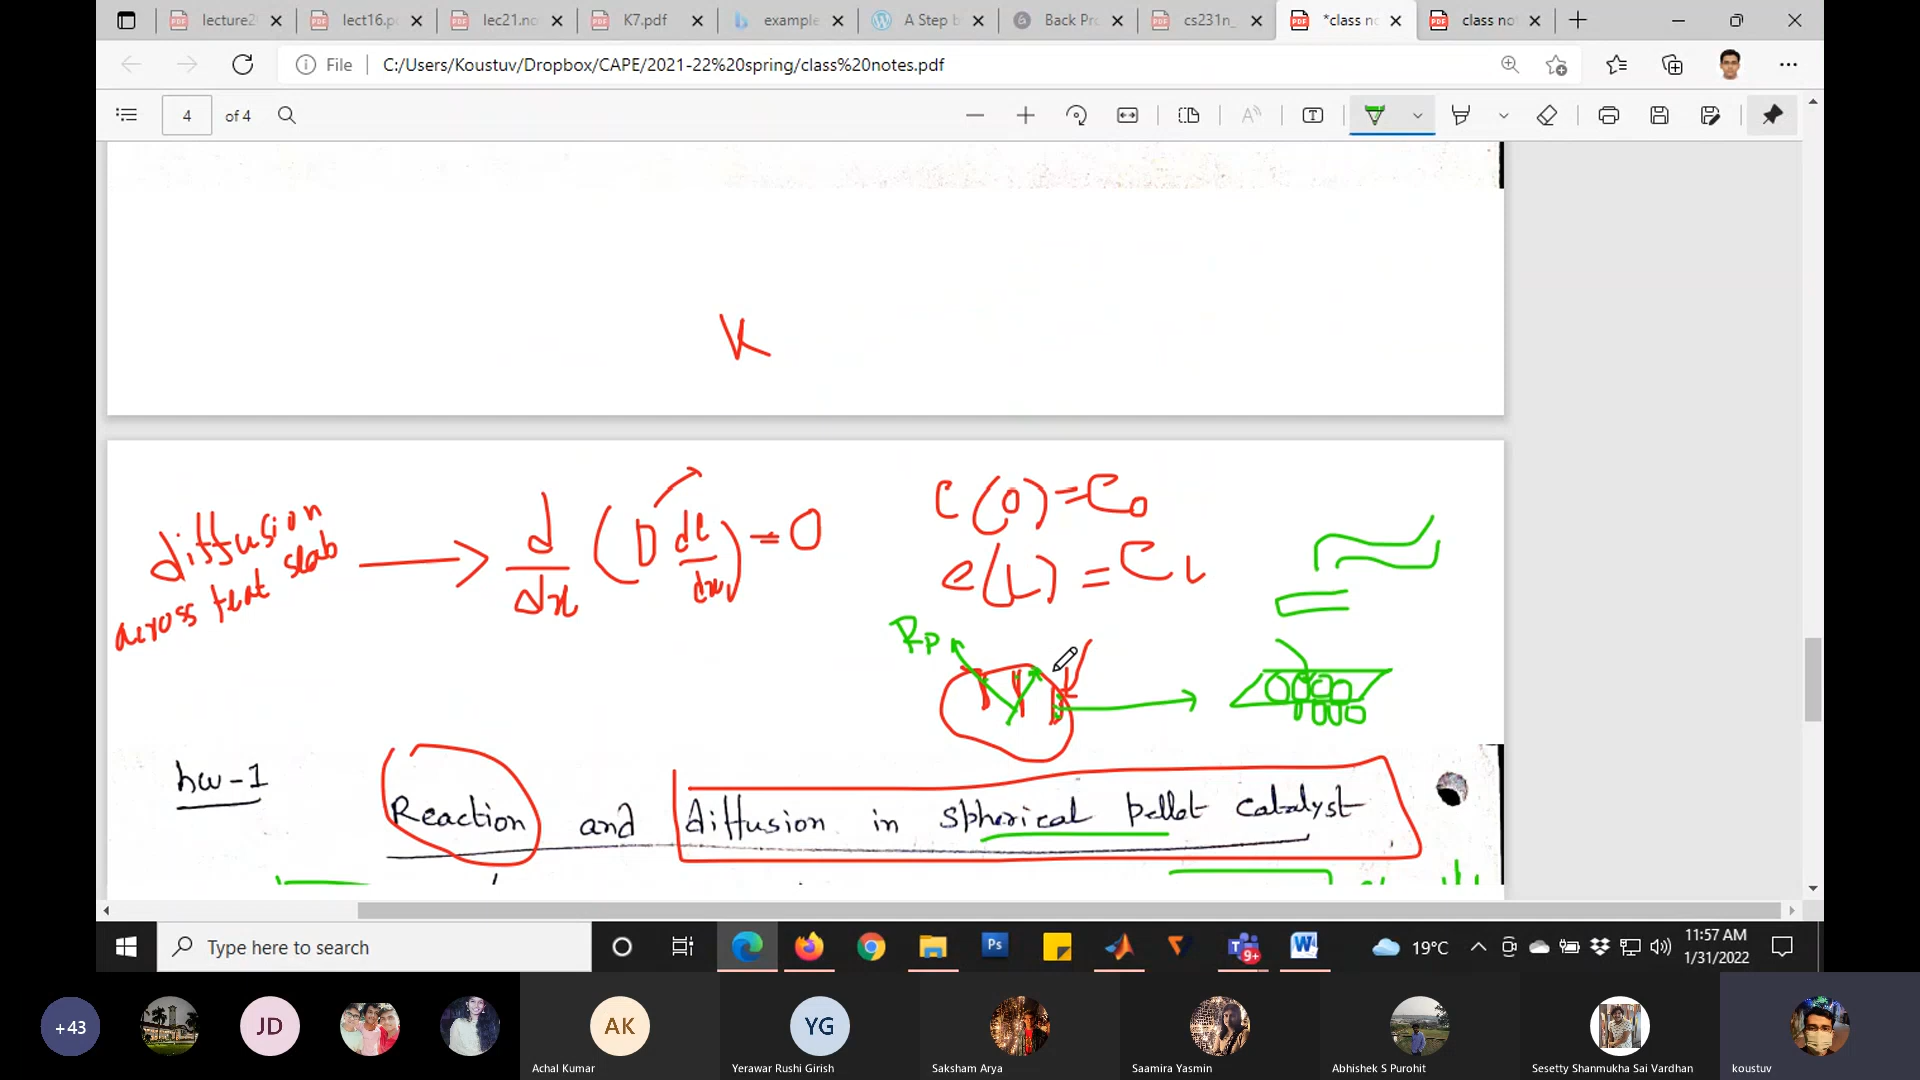 lecture2
lect16.p
lec21.no
K7.pdf
example
A Step b
Back Pro
cs231n_
*class no
class no
File
C:/Users/Koustuv/Dropbox/CAPE/2021-22%20spring/class%20notes.pdf
4 of 4
K
diffusion
across teat slab
d/dx (D dc/dx) = 0
C(0) = C0
C(L) = CL
Rp
hw-1
Reaction and diffusion in spherical pellet catalyst
Type here to search
Ps
W
9+
19°C
11:57 AM
1/31/2022
+43
JD
AK
YG
Achal Kumar
Yerawar Rushi Girish
Saksham Arya
Saamira Yasmin
Abhishek S Purohit
Sesetty Shanmukha Sai Vardhan
koustuv